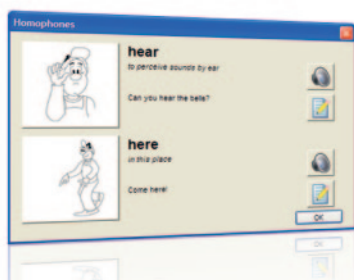 Homophones
hear
to perceive sounds by ear
Can you hear the bells?
here
in this place
Come here!
OK